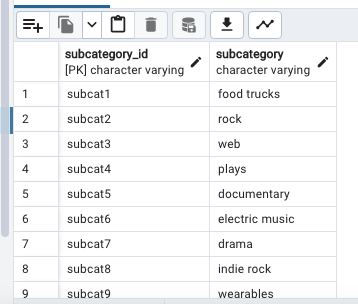 subcategory_id subcategory
[PK] character varying character varying
1 subcat1 food trucks
2 subcat2 rock
3 subcat3 web
4 subcat4 plays
5 subcat5 documentary
6 subcat6 electric music
7 subcat7 drama
8 subcat8 indie rock
9 subcat9 wearables